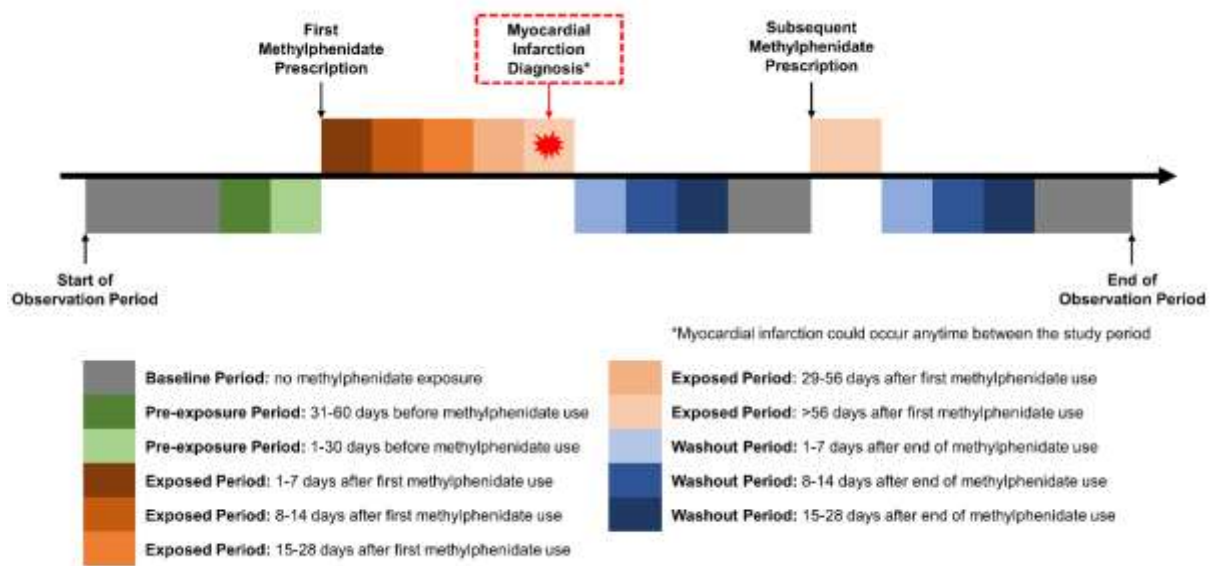 First
Methylphenidate
Prescription
Myocardial
Infarction
Diagnosis*
Subsequent
Methylphenidate
Prescription
Start of
Observation Period
End of
Observation Period
*Myocardial infarction could occur anytime between the study period
Baseline Period: no methylphenidate exposure
Pre-exposure Period: 31-60 days before methylphenidate use
Pre-exposure Period: 1-30 days before methylphenidate use
Exposed Period: 1-7 days after first methylphenidate use
Exposed Period: 8-14 days after first methylphenidate use
Exposed Period: 15-28 days after first methylphenidate use
Exposed Period: 29-56 days after first methylphenidate use
Exposed Period: >56 days after first methylphenidate use
Washout Period: 1-7 days after end of methylphenidate use
Washout Period: 8-14 days after end of methylphenidate use
Washout Period: 15-28 days after end of methylphenidate use